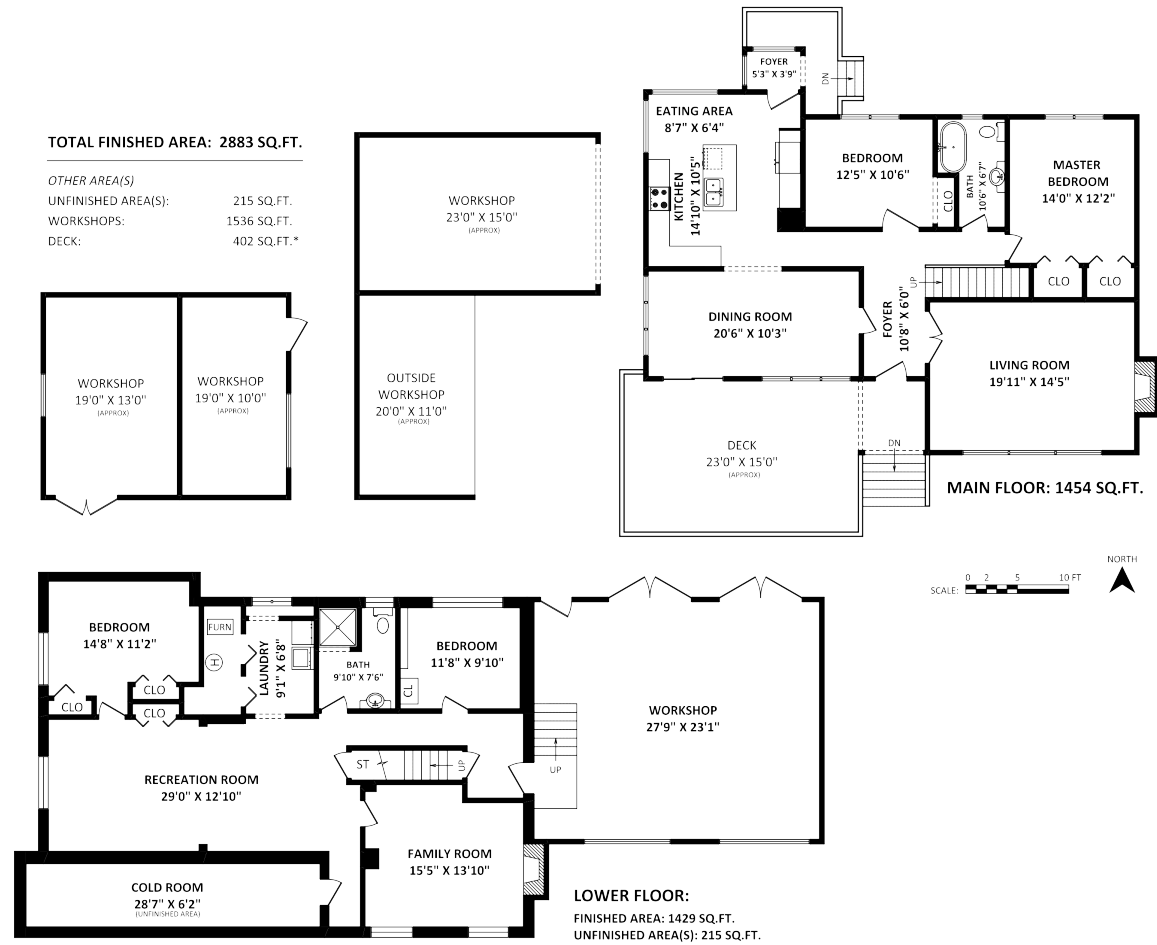 TOTAL FINISHED AREA: 2883 SQ.FT.
OTHER AREA(S)
UNFINISHED AREA(S): 215 SQ.FT.
WORKSHOPS: 1536 SQ.FT.
DECK: 402 SQ.FT.*
WORKSHOP
23'0" X 15'0"
(APPROX)
OUTSIDE
WORKSHOP
20'0" X 11'0"
(APPROX)
WORKSHOP
19'0" X 13'0"
(APPROX)
WORKSHOP
19'0" X 10'0"
(APPROX)
FOYER
5'3" X 3'9"
DN
EATING AREA
8'7" X 6'4"
KITCHEN
14'10" X 10'5"
BEDROOM
12'5" X 10'6"
CLO
BATH
10'6" X 6'7"
MASTER
BEDROOM
14'0" X 12'2"
CLO
CLO
UP
DINING ROOM
20'6" X 10'3"
FOYER
10'8" X 6'0"
LIVING ROOM
19'11" X 14'5"
DECK
23'0" X 15'0"
(APPROX)
DN
MAIN FLOOR: 1454 SQ.FT.
NORTH
SCALE:
0 2 5 10 FT
BEDROOM
14'8" X 11'2"
CLO
CLO
CLO
FURN
H
LAUNDRY
9'1" X 6'8"
BATH
9'10" X 7'6"
BEDROOM
11'8" X 9'10"
CL
WORKSHOP
27'9" X 23'1"
UP
ST
UP
RECREATION ROOM
29'0" X 12'10"
FAMILY ROOM
15'5" X 13'10"
COLD ROOM
28'7" X 6'2"
(UNFINISHED AREA)
LOWER FLOOR:
FINISHED AREA: 1429 SQ.FT.
UNFINISHED AREA(S): 215 SQ.FT.